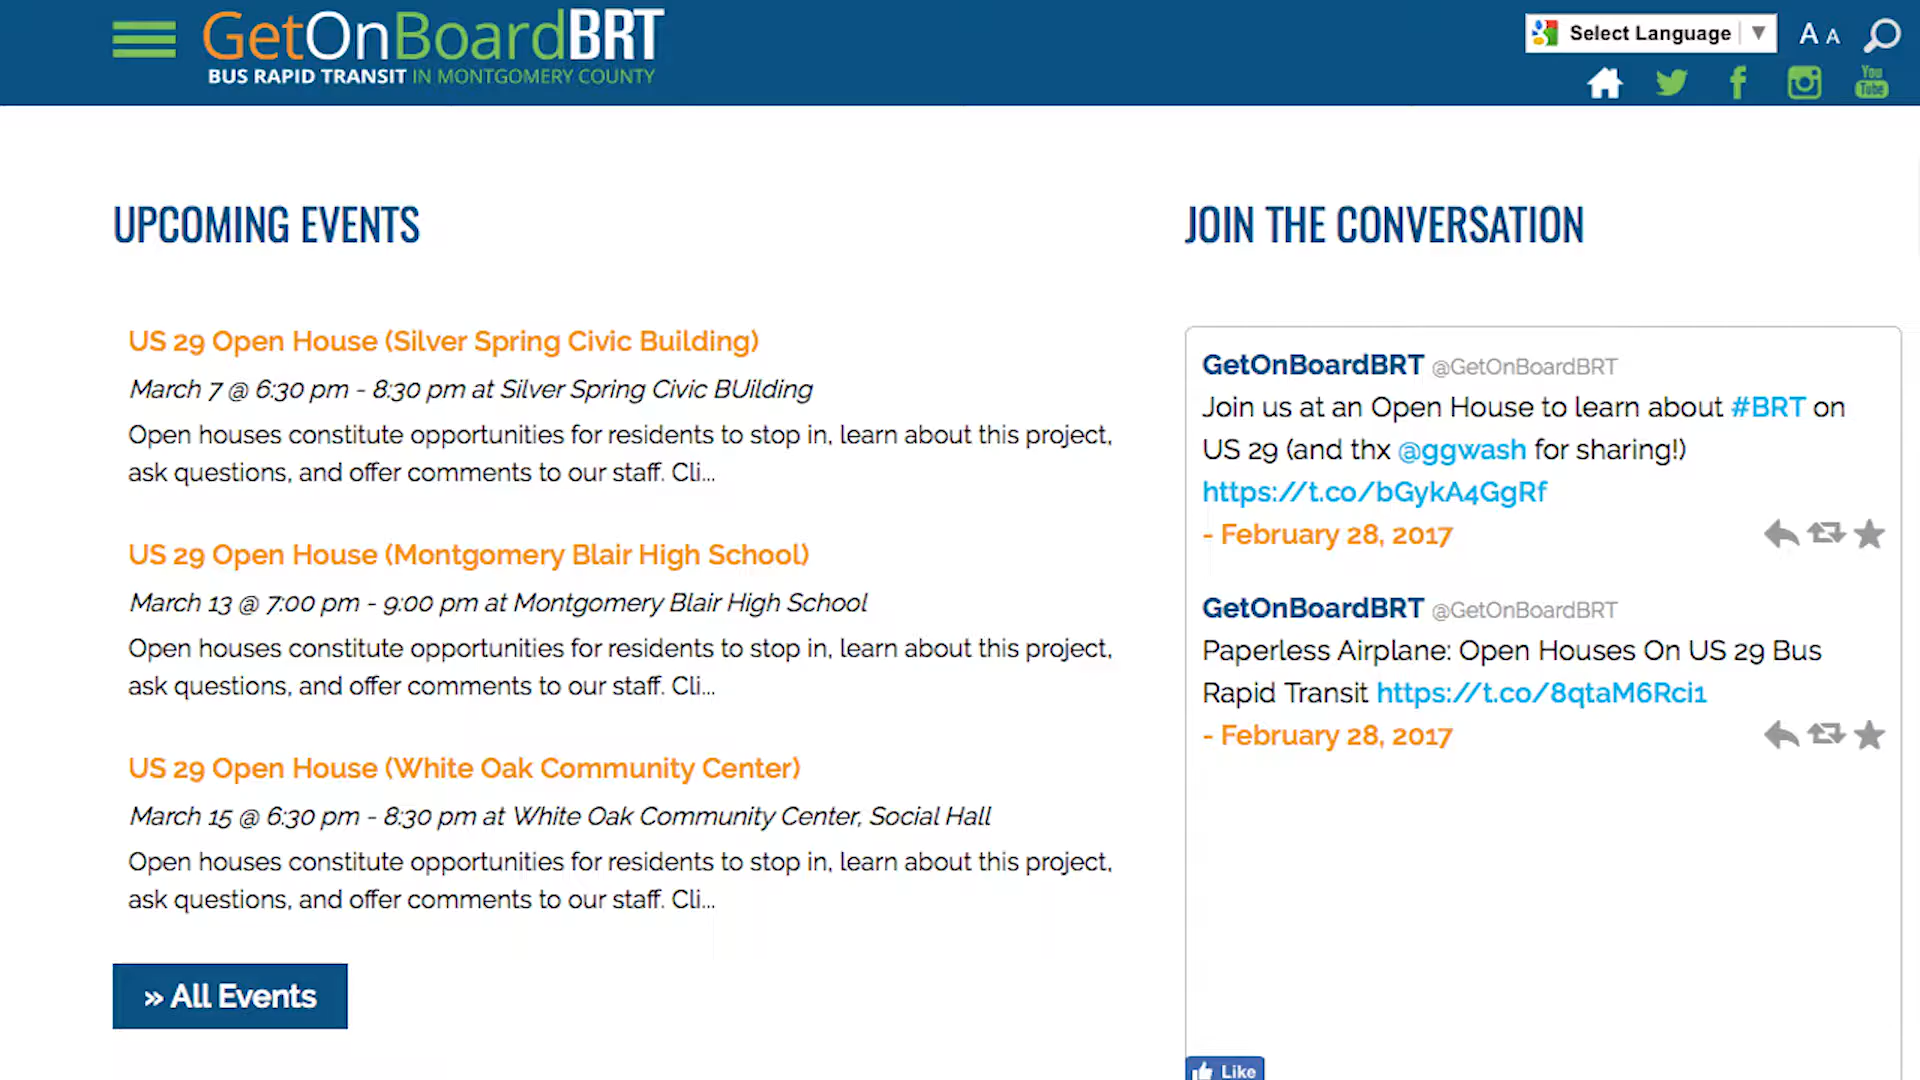 GetOnBoardBRT
BUS RAPID TRANSIT IN MONTGOMERY COUNTY
Select Language ▼
A A
You
Tube
UPCOMING EVENTS
US 29 Open House (Silver Spring Civic Building)
March 7 @ 6:30 pm - 8:30 pm at Silver Spring Civic BUilding
Open houses constitute opportunities for residents to stop in, learn about this project,
ask questions, and offer comments to our staff. Cli...
US 29 Open House (Montgomery Blair High School)
March 13 @ 7:00 pm - 9:00 pm at Montgomery Blair High School
Open houses constitute opportunities for residents to stop in, learn about this project,
ask questions, and offer comments to our staff. Cli...
US 29 Open House (White Oak Community Center)
March 15 @ 6:30 pm - 8:30 pm at White Oak Community Center, Social Hall
Open houses constitute opportunities for residents to stop in, learn about this project,
ask questions, and offer comments to our staff. Cli...
» All Events
JOIN THE CONVERSATION
GetOnBoardBRT @GetOnBoardBRT
Join us at an Open House to learn about #BRT on
US 29 (and thx @ggwash for sharing!)
https://t.co/bGykA4GgRf
- February 28, 2017
GetOnBoardBRT @GetOnBoardBRT
Paperless Airplane: Open Houses On US 29 Bus
Rapid Transit https://t.co/8qtaM6Rci1
- February 28, 2017
Like